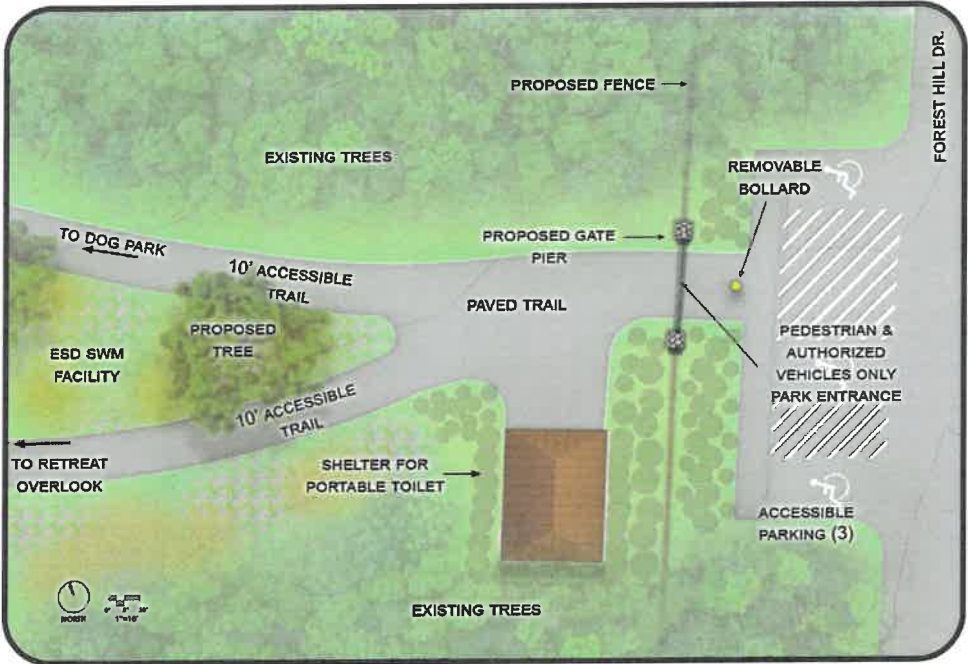 PROPOSED FENCE
FOREST HILL DR.
EXISTING TREES
REMOVABLE
BOLLARD
TO DOG PARK
PROPOSED GATE
PIER
10' ACCESSIBLE
TRAIL
PAVED TRAIL
PROPOSED
TREE
ESD SWM
FACILITY
PEDESTRIAN &
AUTHORIZED
VEHICLES ONLY
PARK ENTRANCE
10' ACCESSIBLE
TRAIL
TO RETREAT
OVERLOOK
SHELTER FOR
PORTABLE TOILET
ACCESSIBLE
PARKING (3)
EXISTING TREES
NORTH